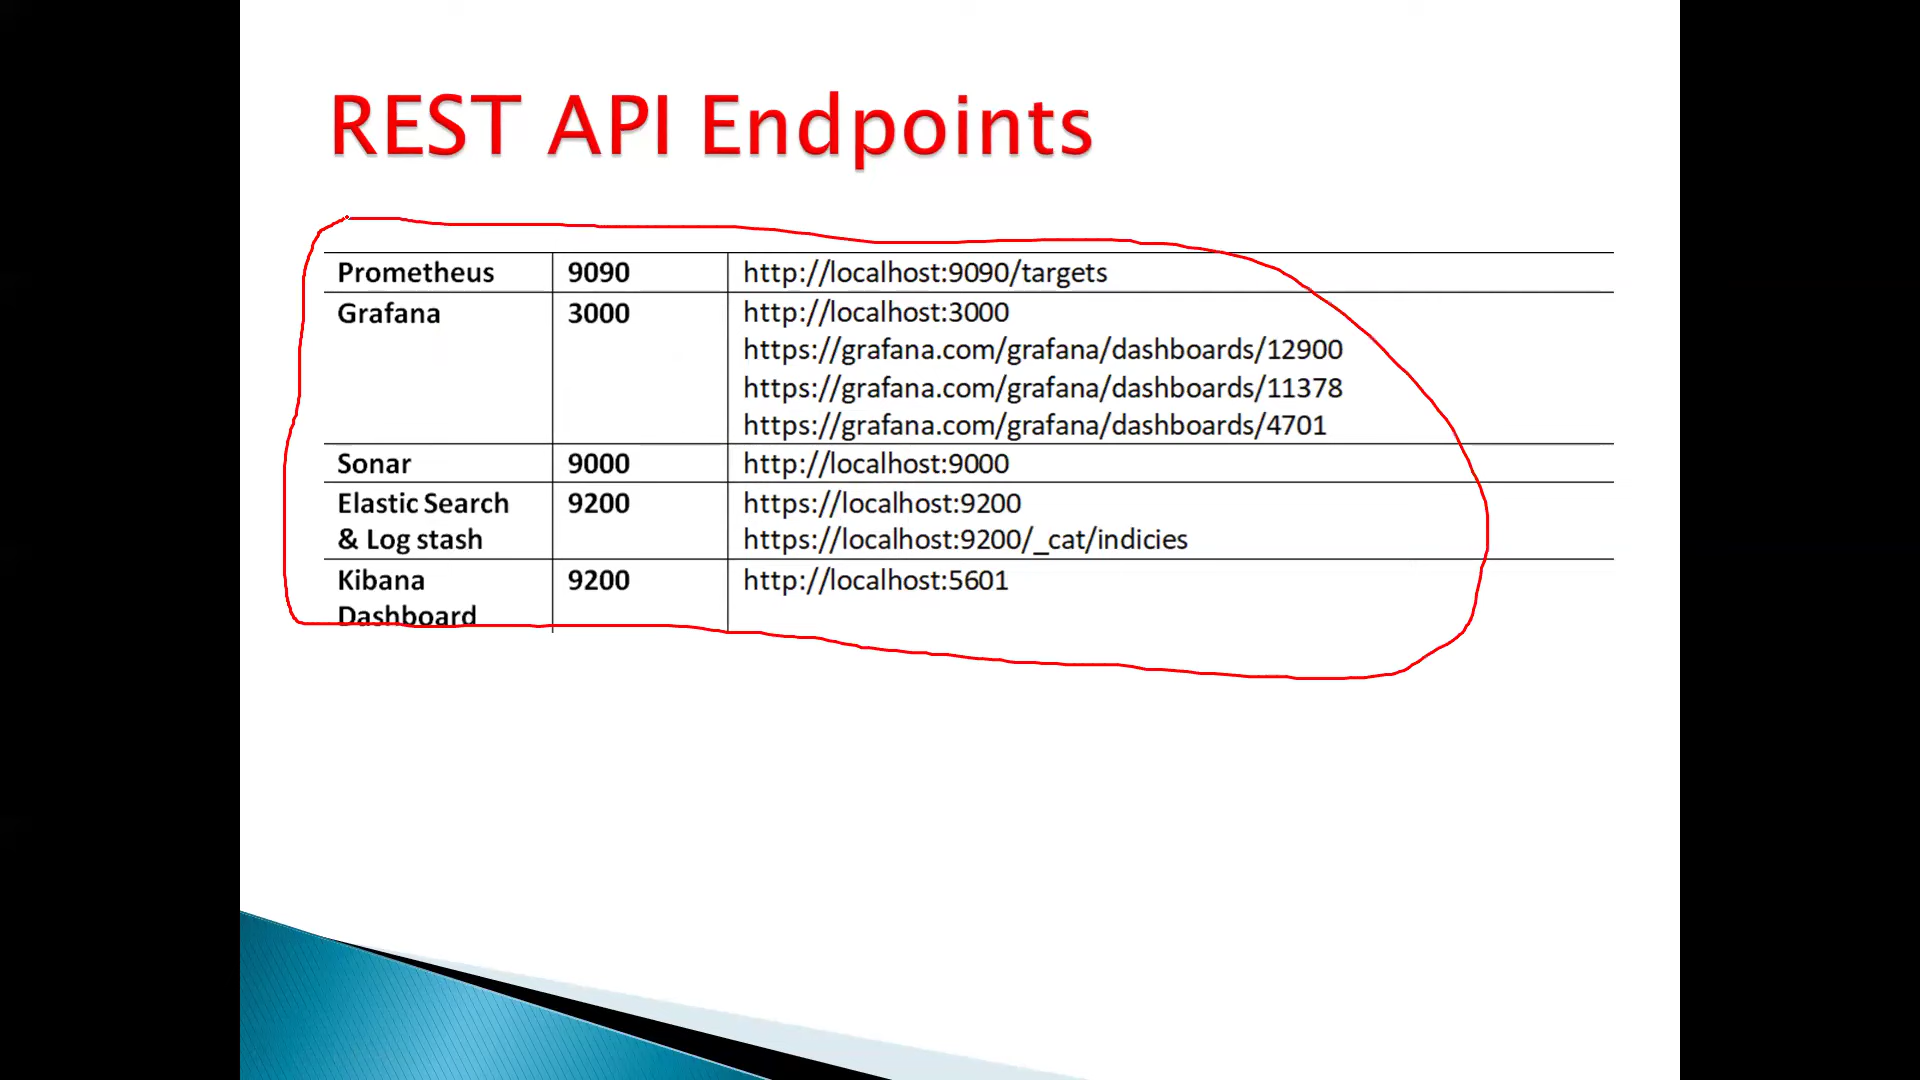 REST API Endpoints
Prometheus 9090 http://localhost:9090/targets
Grafana 3000 http://localhost:3000
https://grafana.com/grafana/dashboards/12900
https://grafana.com/grafana/dashboards/11378
https://grafana.com/grafana/dashboards/4701
Sonar 9000 http://localhost:9000
Elastic Search 9200 https://localhost:9200
& Log stash https://localhost:9200/_cat/indicies
Kibana 9200 http://localhost:5601
Dashboard